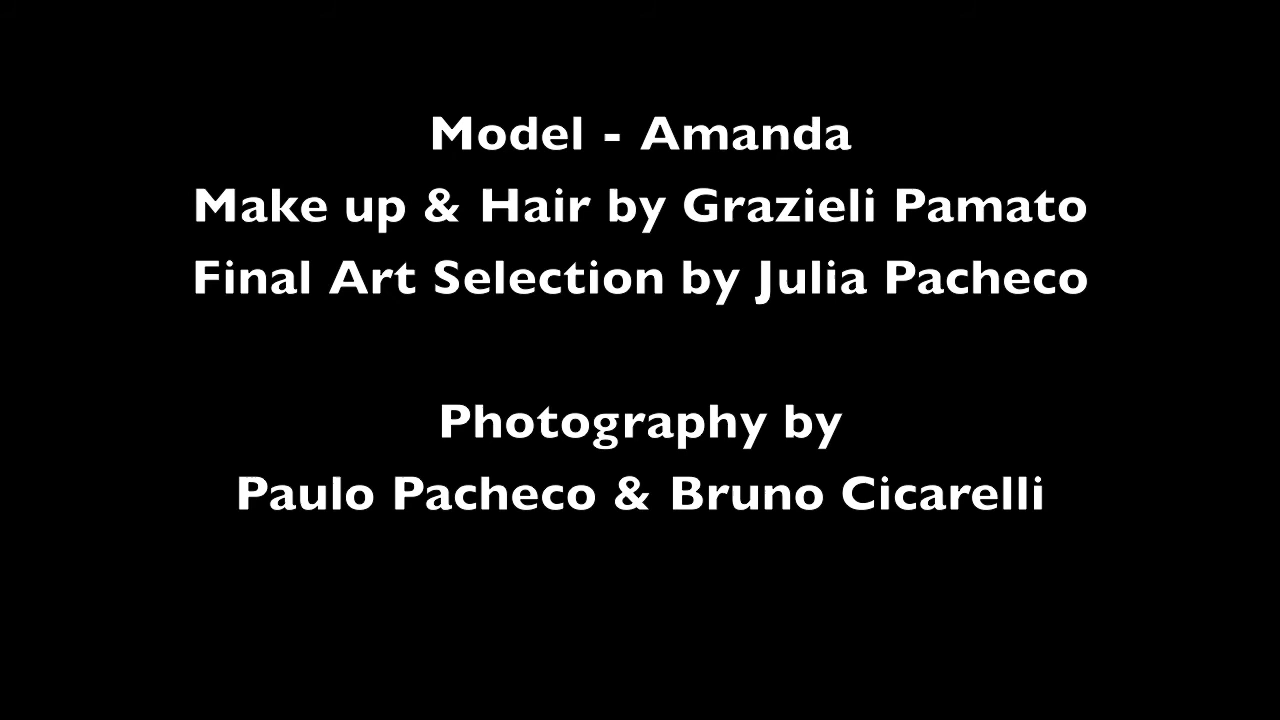 Model - Amanda
Make up & Hair by Grazieli Pamato
Final Art Selection by Julia Pacheco
Photography by
Paulo Pacheco & Bruno Cicarelli